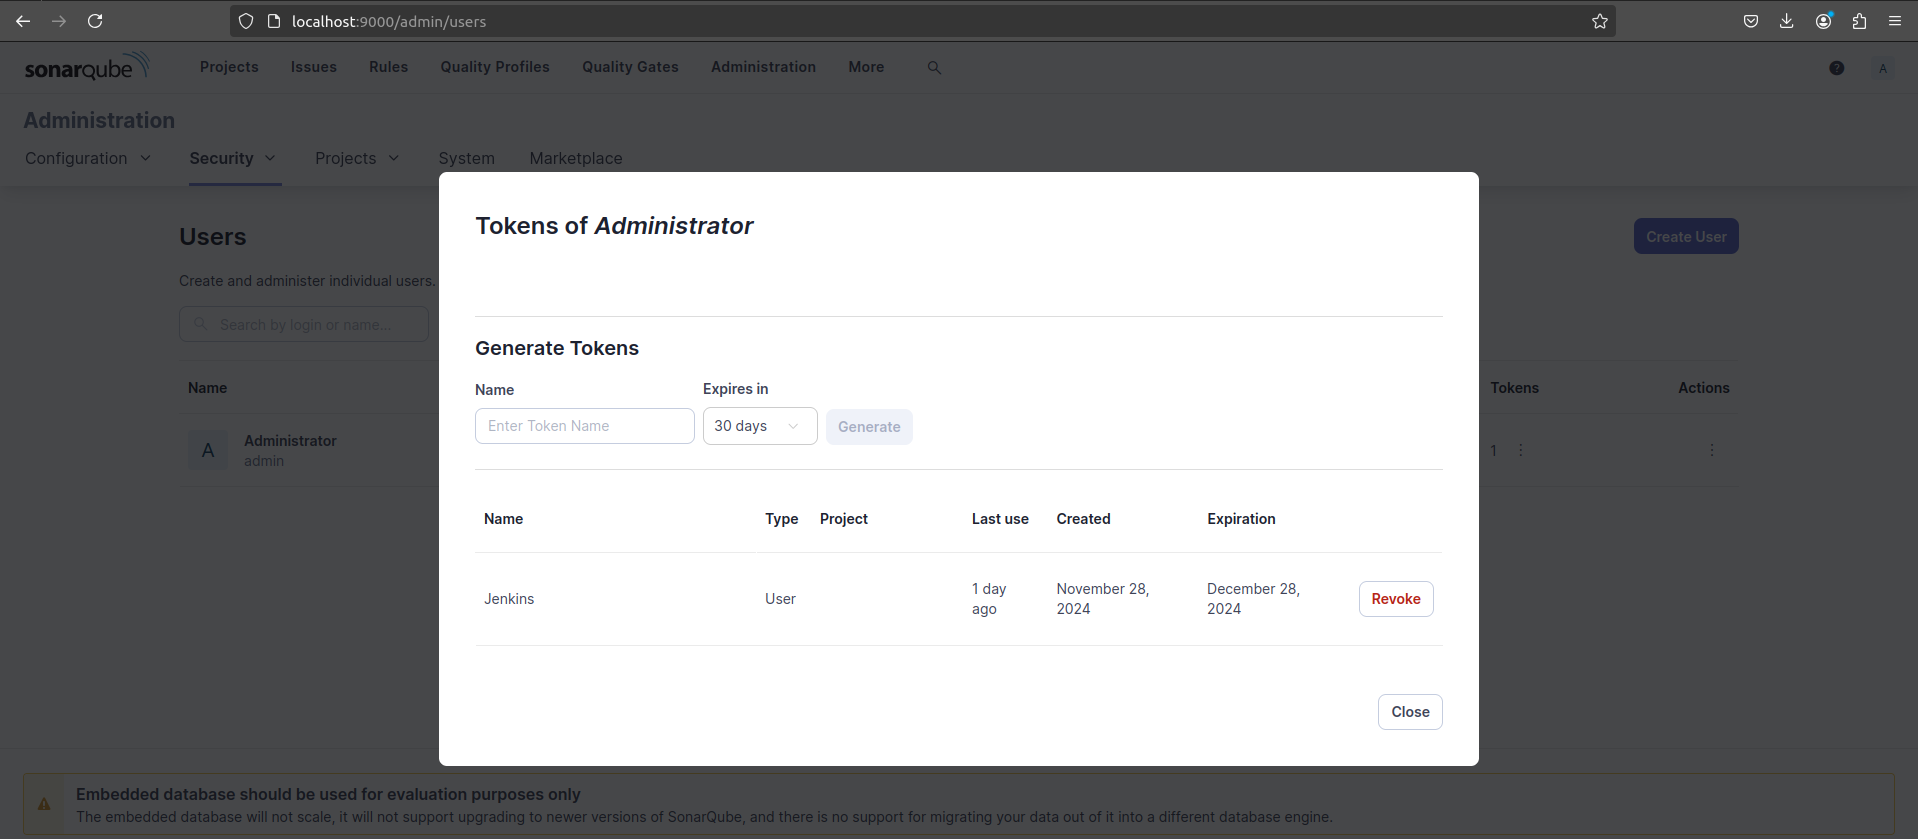 localhost:9000/admin/users
sonarqube
Projects Issues Rules Quality Profiles Quality Gates Administration More
? A
Administration
Configuration Security Projects System Marketplace
Users
Create User
Create and administer individual users.
Search by login or name...
Name Tokens Actions
A Administrator
admin
1
Tokens of Administrator
Generate Tokens
Name Expires in
Enter Token Name 30 days Generate
Name Type Project Last use Created Expiration
Jenkins User 1 day ago November 28, 2024 December 28, 2024 Revoke
Close
Embedded database should be used for evaluation purposes only
The embedded database will not scale, it will not support upgrading to newer versions of SonarQube, and there is no support for migrating your data out of it into a different database engine.